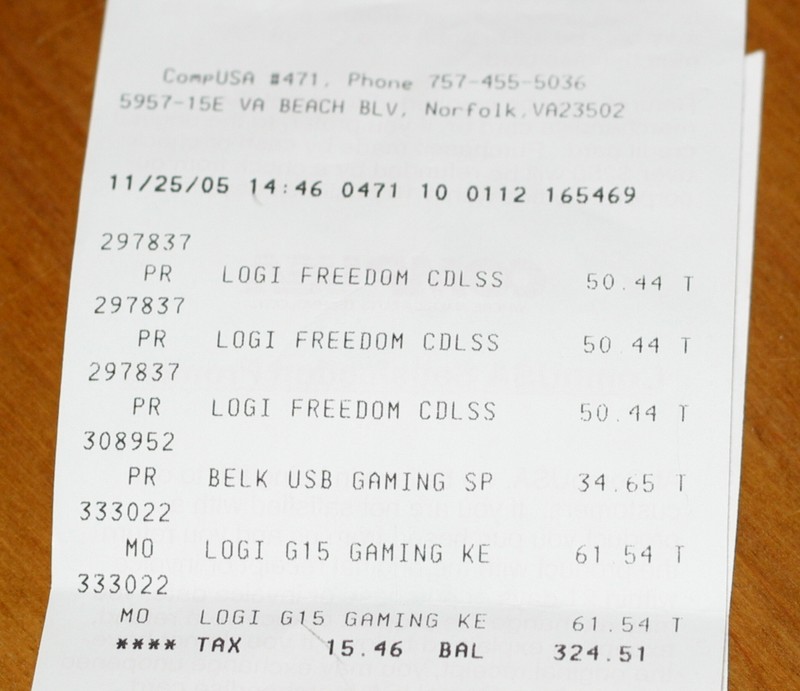 CompUSA #471, Phone 757-455-5036
5957-15E VA BEACH BLV, Norfolk,VA23502
11/25/05 14:46 0471 10 0112 165469
297837
PR LOGI FREEDOM CDLSS 50.44 T
297837
PR LOGI FREEDOM CDLSS 50.44 T
297837
PR LOGI FREEDOM CDLSS 50.44 T
308952
PR BELK USB GAMING SP 34.65 T
333022
MO LOGI G15 GAMING KE 61.54 T
333022
MO LOGI G15 GAMING KE 61.54 T
**** TAX 15.46 BAL 324.51